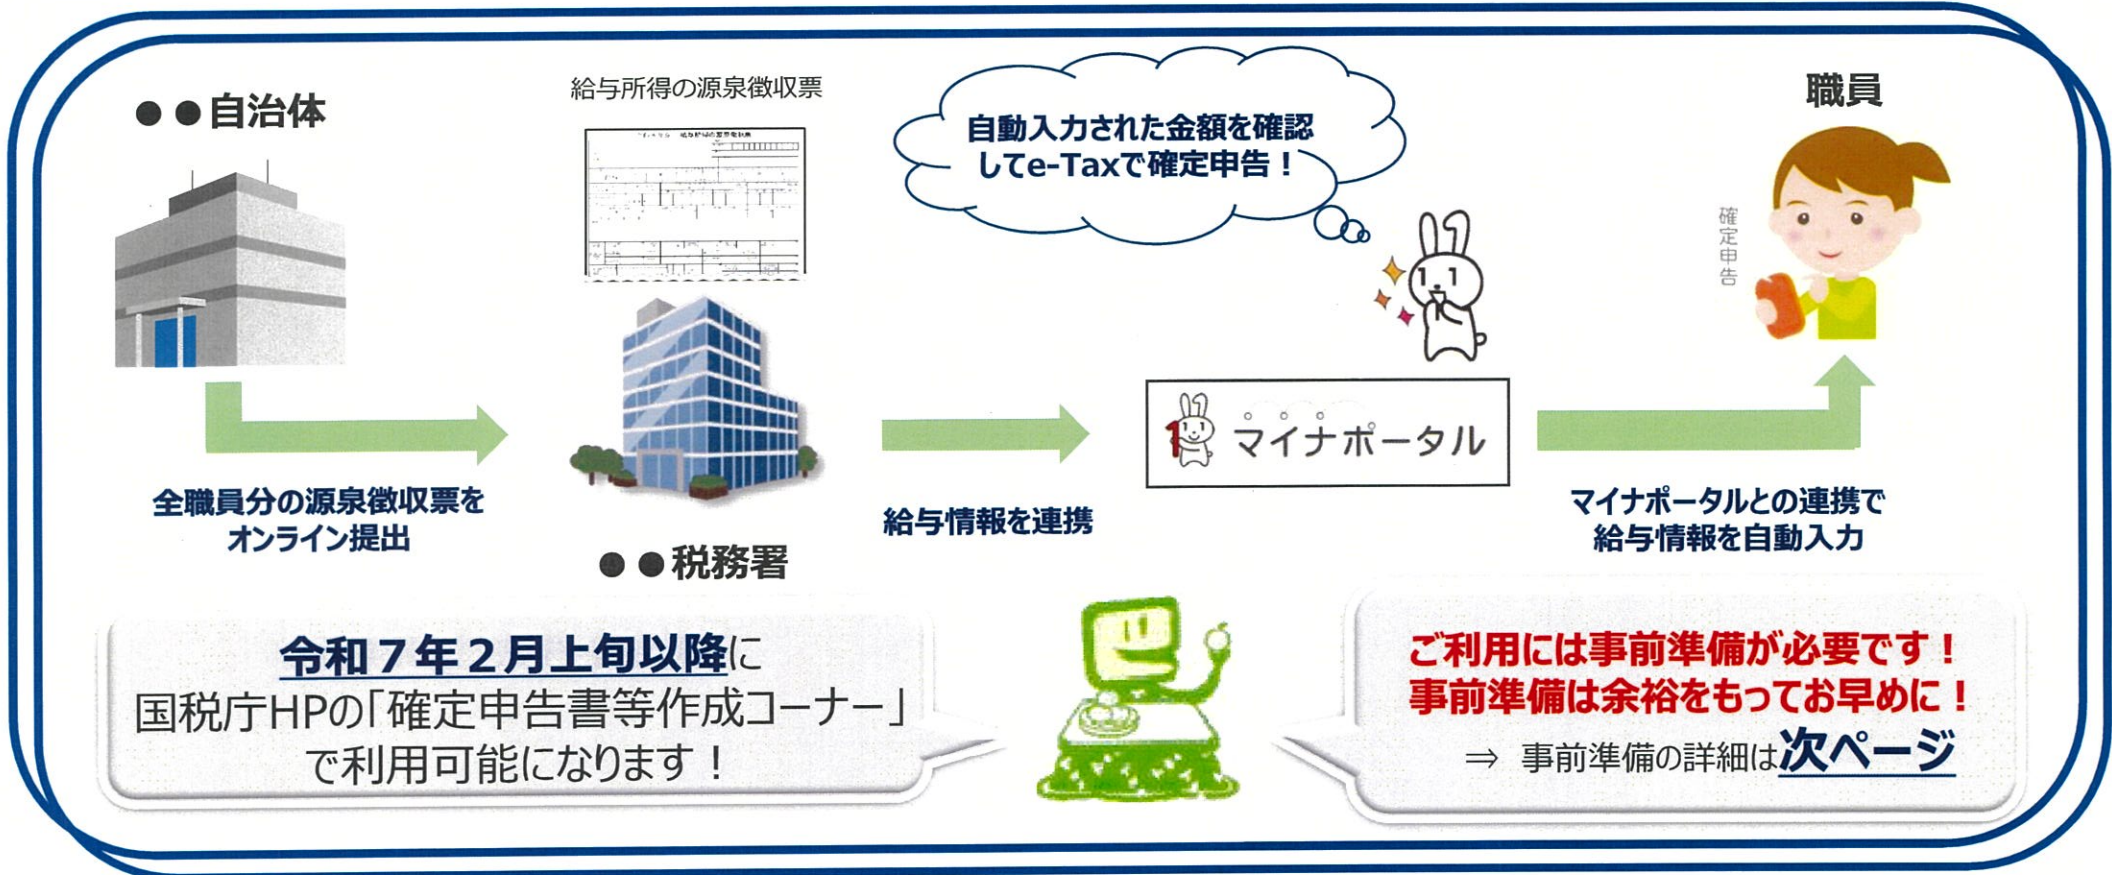 ●●自治体
給与所得の源泉徴収票
自動入力された金額を確認
してe-Taxで確定申告！
職員
確定申告
マイナポータル
全職員分の源泉徴収票を
オンライン提出
●●税務署
給与情報を連携
マイナポータルとの連携で
給与情報を自動入力
令和７年２月上旬以降に
国税庁HPの「確定申告書等作成コーナー」
で利用可能になります！
ご利用には事前準備が必要です！
事前準備は余裕をもってお早めに！
⇒ 事前準備の詳細は次ページ